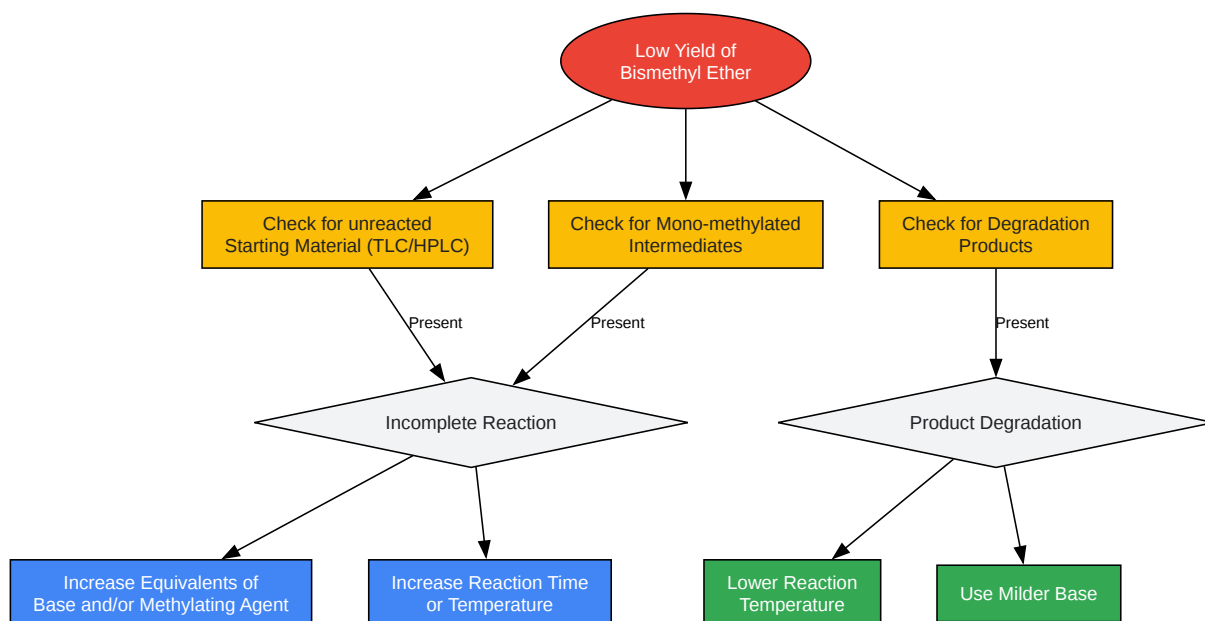 Low Yield of
Bismethyl Ether
Check for unreacted
Starting Material (TLC/HPLC)
Check for Mono-methylated
Intermediates
Check for Degradation
Products
Present
Present
Present
Incomplete Reaction
Product Degradation
Increase Equivalents of
Base and/or Methylating Agent
Increase Reaction Time
or Temperature
Lower Reaction
Temperature
Use Milder Base